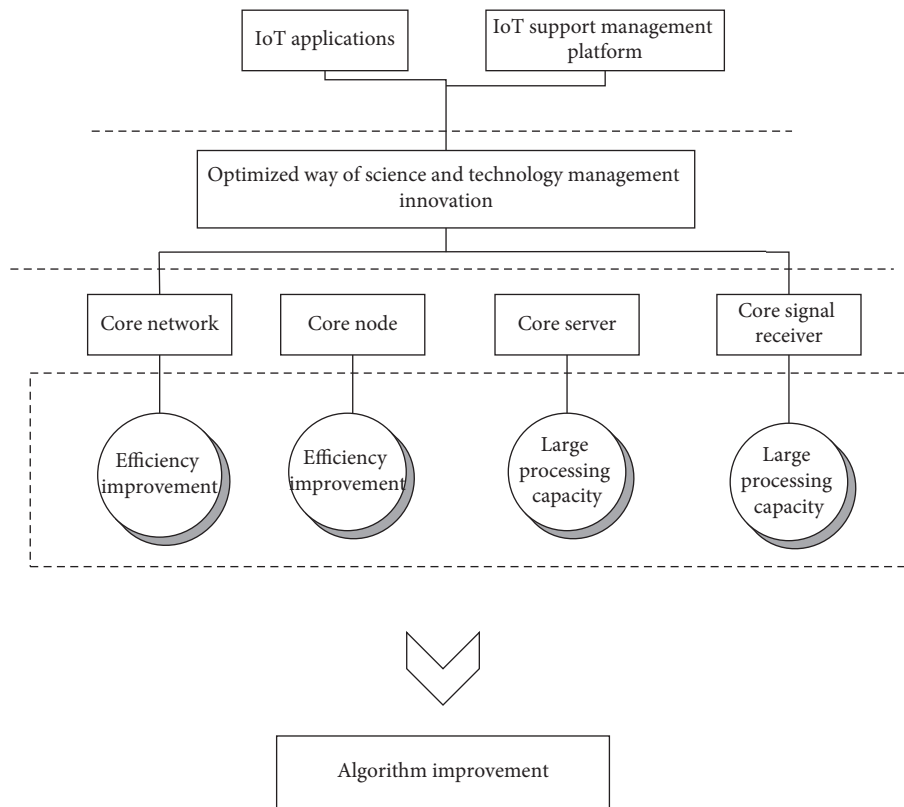 IoT applications
IoT support management
platform
Optimized way of science and technology management
innovation
Core network
Core node
Core server
Core signal
receiver
Efficiency
improvement
Efficiency
improvement
Large
processing
capacity
Large
processing
capacity
Algorithm improvement